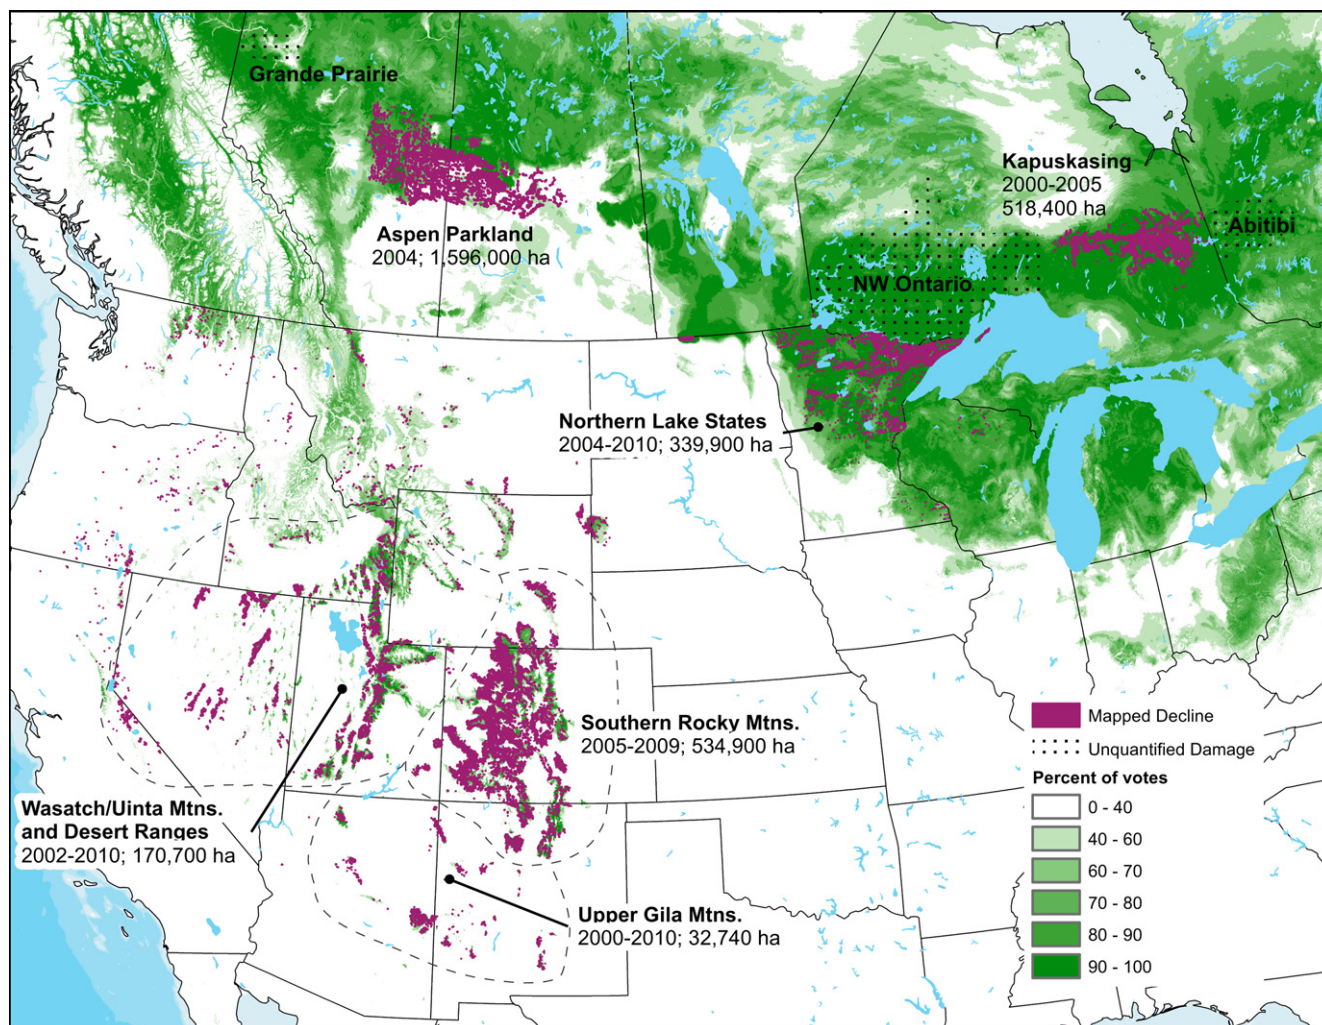 Grande Prairie
Kapuskasing
2000-2005
518,400 ha
Abitibi
Aspen Parkland
2004; 1,596,000 ha
NW Ontario
Northern Lake States
2004-2010; 339,900 ha
Southern Rocky Mtns.
2005-2009; 534,900 ha
Wasatch/Uinta Mtns.
and Desert Ranges
2002-2010; 170,700 ha
Upper Gila Mtns.
2000-2010; 32,740 ha
Mapped Decline
Unquantified Damage
Percent of votes
0 - 40
40 - 60
60 - 70
70 - 80
80 - 90
90 - 100